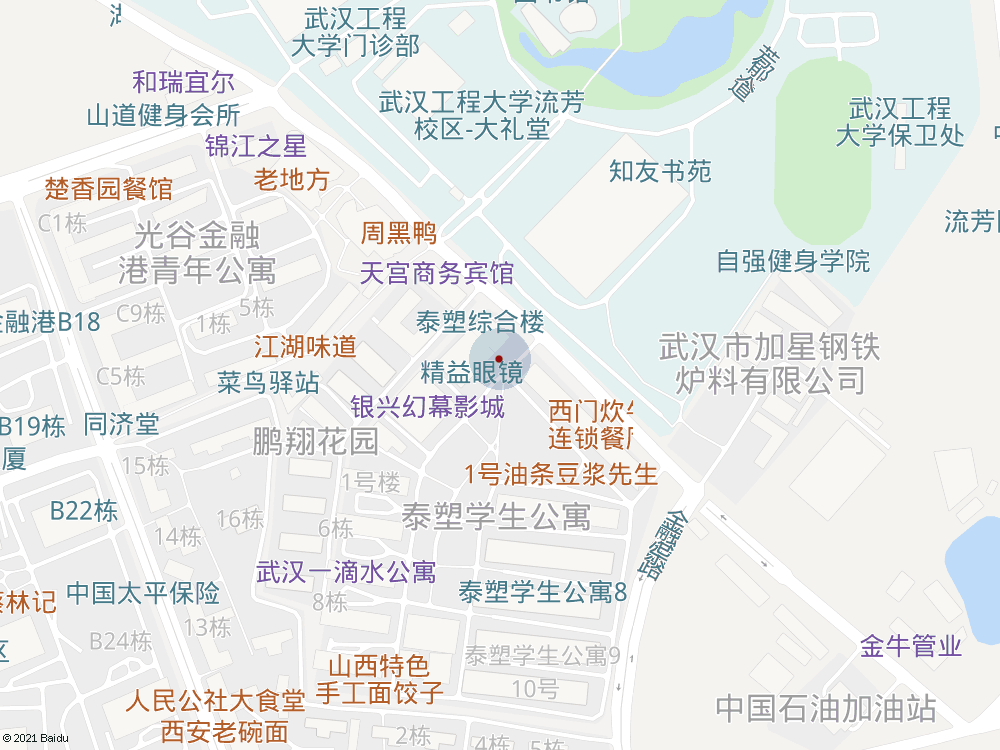 武汉工程
大学门诊部
和瑞宜尔
山道健身会所
武汉工程大学流芳
校区-大礼堂
若邻道
武汉工程
大学保卫处
锦江之星
老地方
知友书苑
楚香园餐馆
C1栋
光谷金融
港青年公寓
周黑鸭
天宫商务宾馆
自强健身学院
C9栋
5栋
1栋
泰塑综合楼
融港B18
江湖味道
武汉市加星钢铁
炉料有限公司
C5栋
菜鸟驿站
精益眼镜
银兴幻幕影城
B19栋
厦
同济堂
鹏翔花园
西门炊
连锁餐
15栋
1号楼
1号油条豆浆先生
B22栋
16栋
6栋
14栋
泰塑学生公寓
金融港路
武汉一滴水公寓
中国太平保险
8栋
泰塑学生公寓8
林记
13栋
B24栋
区
泰塑学生公寓9
10号
金牛管业
山西特色
手工面饺子
人民公社大食堂
西安老碗面
中国石油加油站
2栋
4栋
5栋
© 2021 Baidu